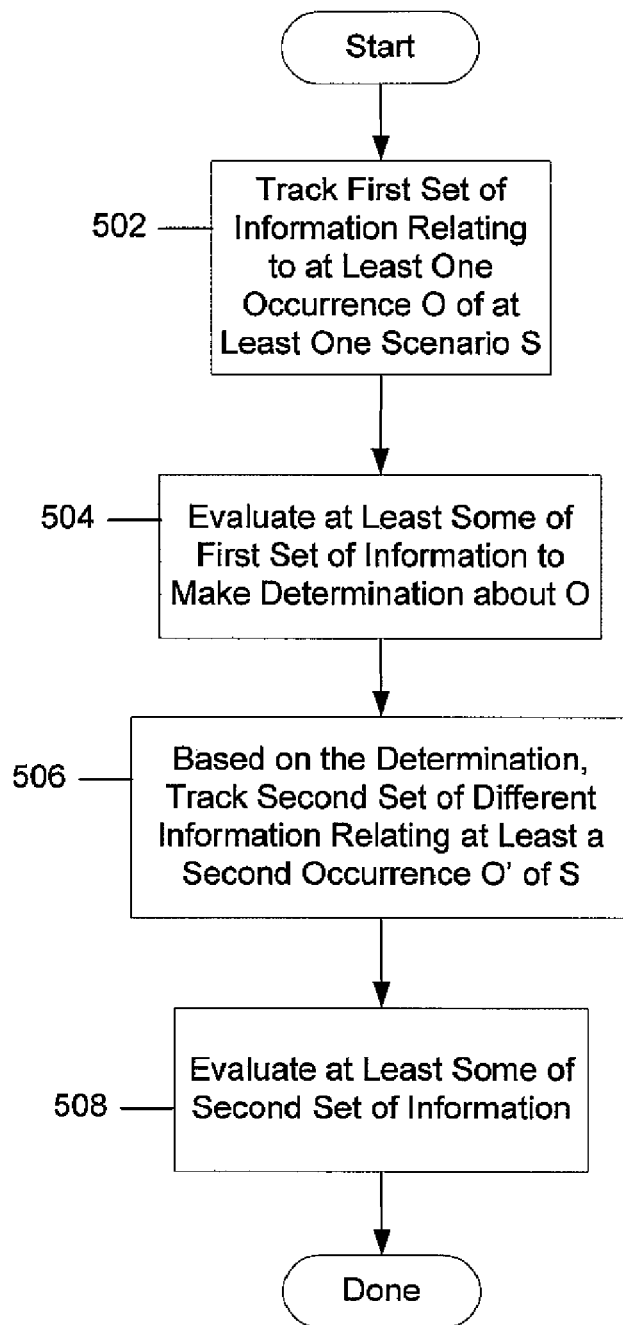 Start
502
Track First Set of
Information Relating
to at Least One
Occurrence O of at
Least One Scenario S
504
Evaluate at Least Some of
First Set of Information to
Make Determination about O
506
Based on the Determination,
Track Second Set of Different
Information Relating at Least a
Second Occurrence O' of S
508
Evaluate at Least Some of
Second Set of Information
Done